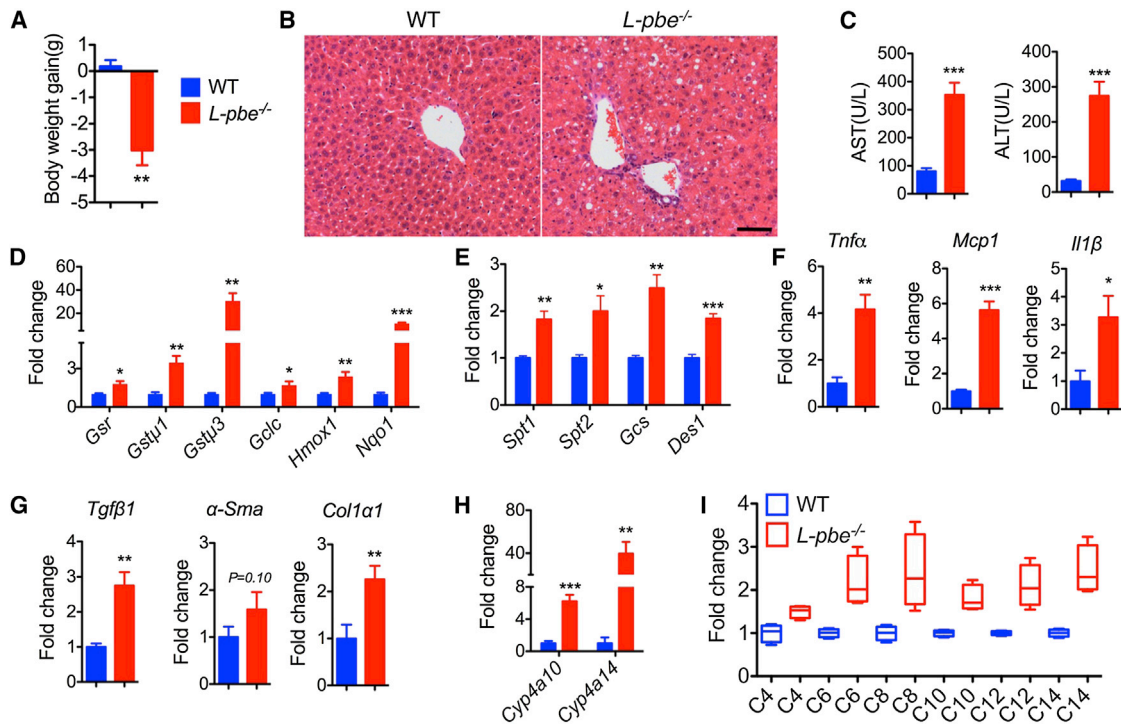 A
Body weight gain(g)
1
0
-1
-2
-3
-4
-5
**
WT
L-pbe-/-
B
WT
L-pbe-/-
C
AST(U/L)
500
400
300
200
100
0
***
ALT(U/L)
400
300
200
100
0
***
D
Fold change
60
40
20
3
0
*
**
**
*
**
***
Gsr
Gstμ1
Gstμ3
Gclc
Hmox1
Nqo1
E
Fold change
3
2
1
0
**
*
**
***
Spt1
Spt2
Gcs
Des1
F
Tnfα
Fold change
6
4
2
0
**
Mcp1
Fold change
8
6
4
2
0
***
Il1β
Fold change
5
4
3
2
1
0
*
G
Tgfβ1
Fold change
4
3
2
1
0
**
α-Sma
Fold change
3
2
1
0
P=0.10
Col1α1
Fold change
3
2
1
0
**
H
Fold change
80
40
8
4
0
***
**
Cyp4a10
Cyp4a14
I
WT
L-pbe-/-
Fold change
4
3
2
1
0
C4
C4
C6
C6
C8
C8
C10
C10
C12
C12
C14
C14